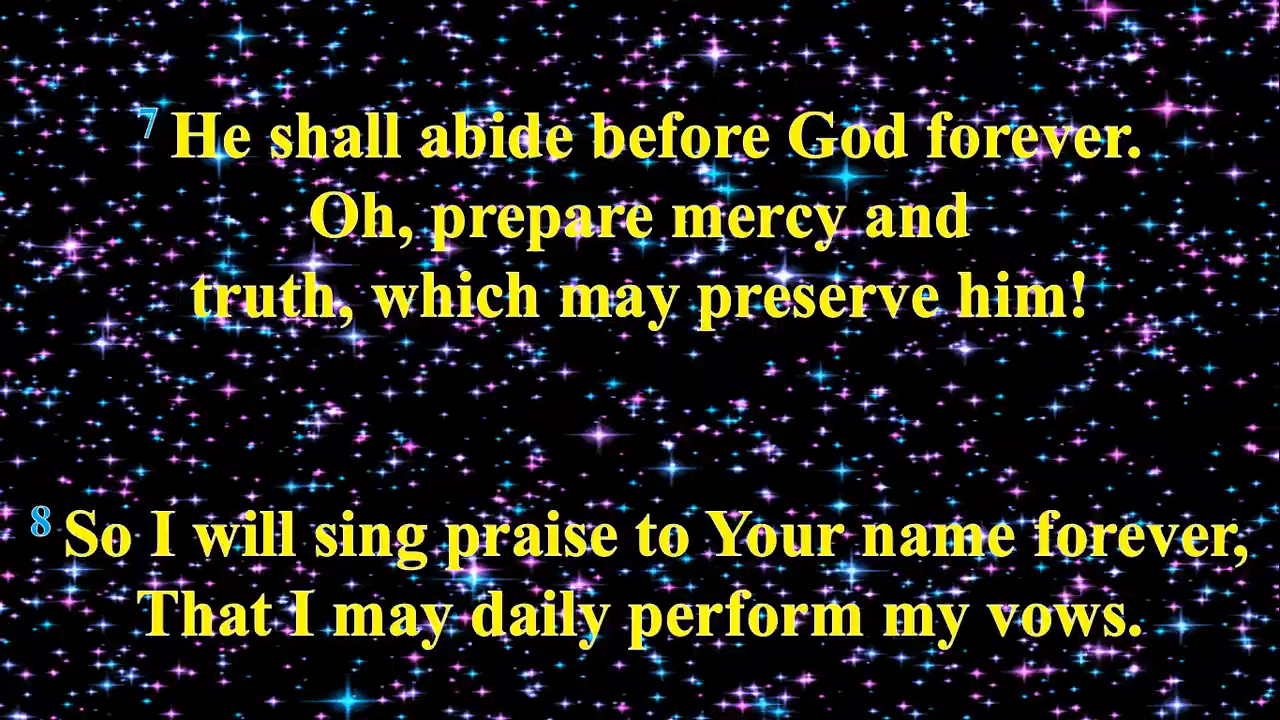 7 He shall abide before God forever.
Oh, prepare mercy and
truth, which may preserve him!
8 So I will sing praise to Your name forever,
That I may daily perform my vows.